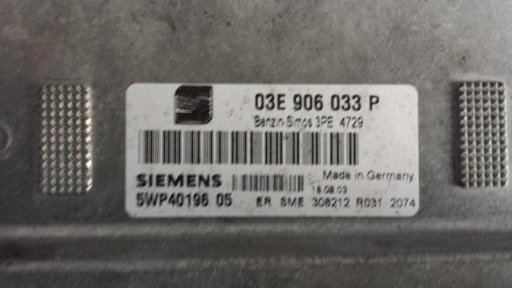 03E 906 033 P
Benzin-Simos 3PE 4729
SIEMENS
Made in Germany
18.09.03
5WP40196 05 ER SME 308212 R031 2074